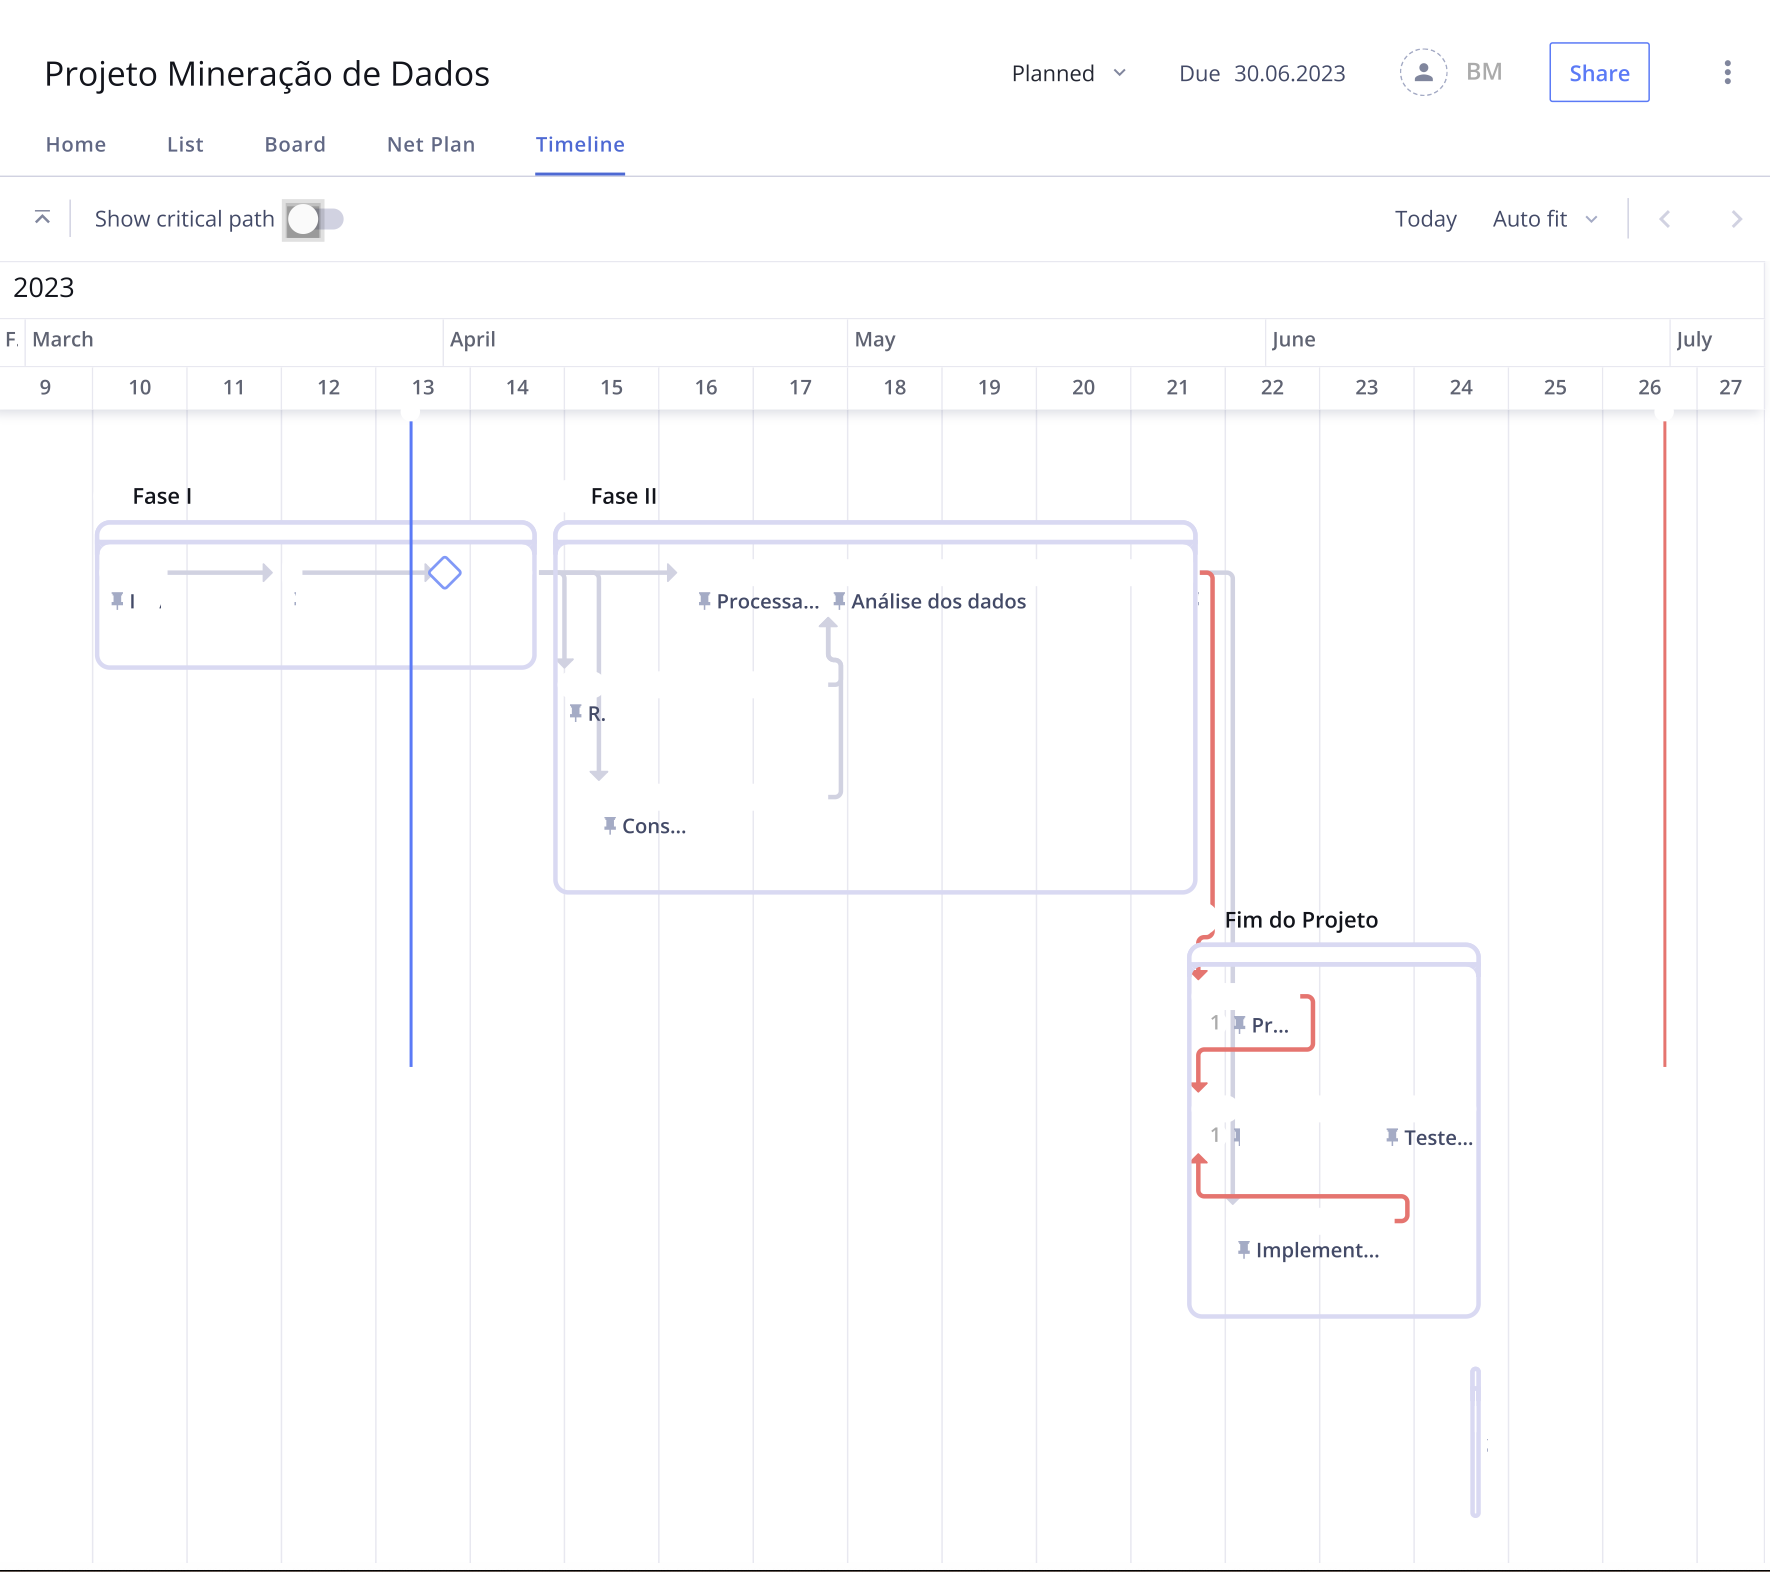 Projeto Mineração de Dados
Planned Due 30.06.2023 BM Share
Home List Board Net Plan Timeline
Show critical path Today Auto fit
2023
F. March April May June July
9 10 11 12 13 14 15 16 17 18 19 20 21 22 23 24 25 26 27
Fase I Fase II
I Processa... Análise dos dados
R.
Cons...
Fim do Projeto
1 Pr...
1 Teste...
Implement...